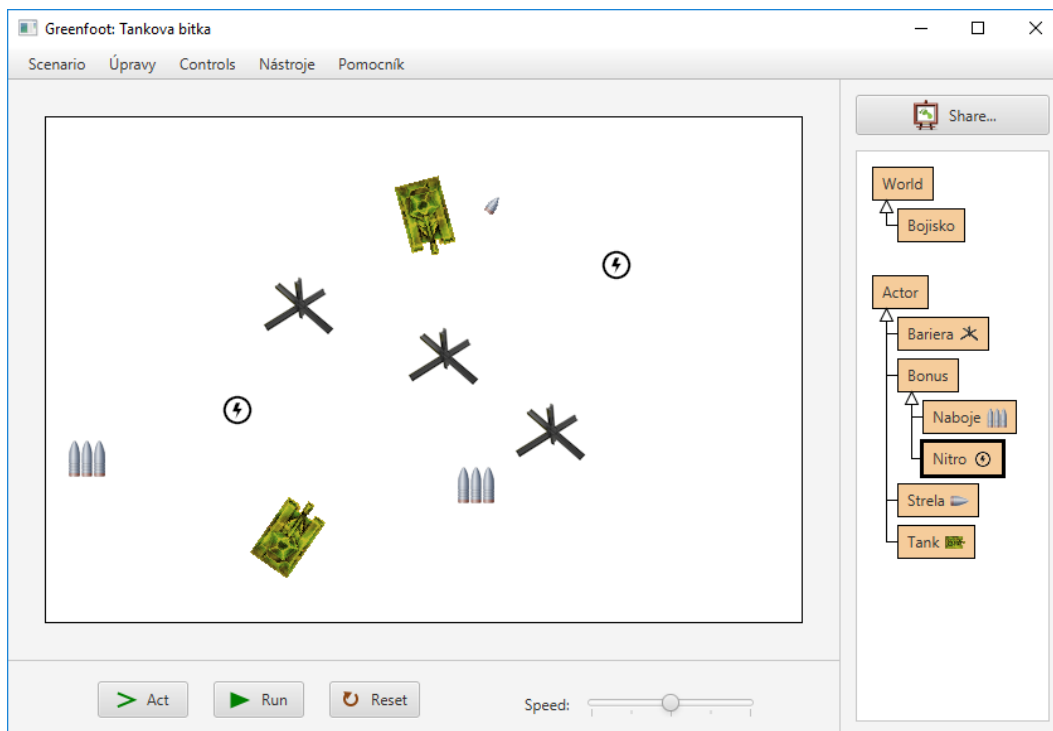 Greenfoot: Tankova bitka
Scenario Úpravy Controls Nástroje Pomocník
Share...
World
Bojisko
Actor
Bariera
Bonus
Naboje
Nitro
Strela
Tank
Act Run Reset Speed: